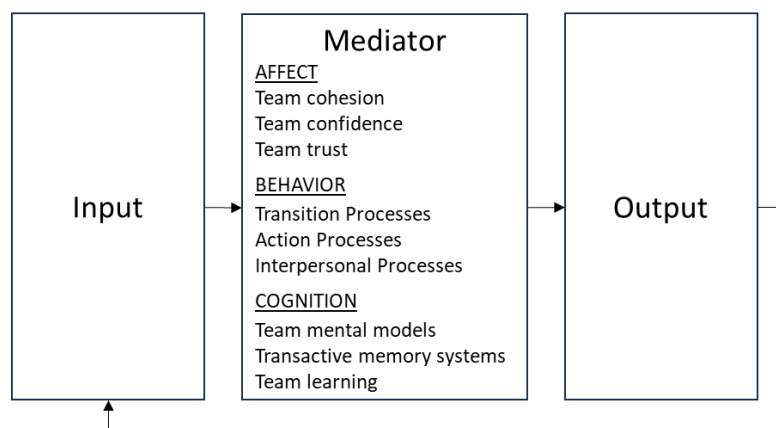 Input
Mediator
AFFECT
Team cohesion
Team confidence
Team trust
BEHAVIOR
Transition Processes
Action Processes
Interpersonal Processes
COGNITION
Team mental models
Transactive memory systems
Team learning
Output